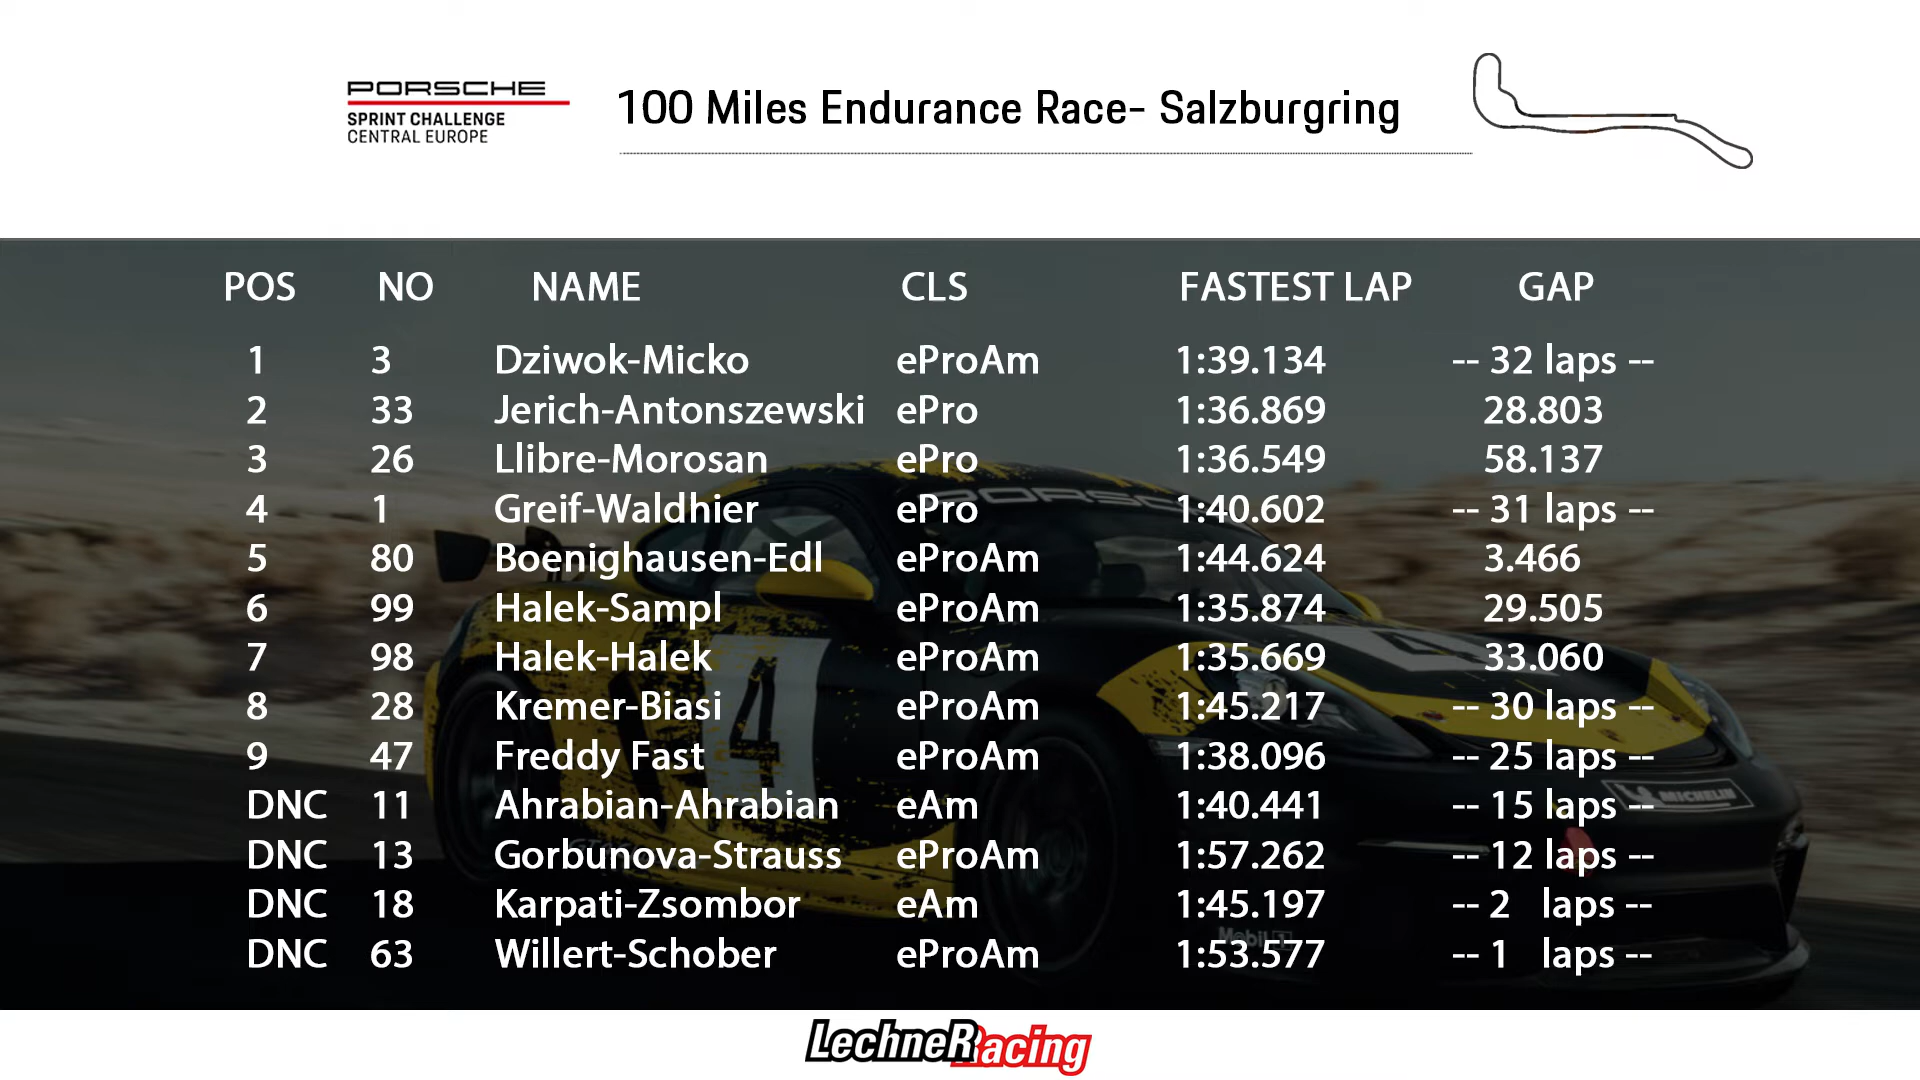 PORSCHE
SPRINT CHALLENGE
CENTRAL EUROPE
100 Miles Endurance Race- Salzburgring
POS NO NAME CLS FASTEST LAP GAP
1 3 Dziwok-Micko eProAm 1:39.134 -- 32 laps --
2 33 Jerich-Antonszewski ePro 1:36.869 28.803
3 26 Llibre-Morosan ePro 1:36.549 58.137
4 1 Greif-Waldhier ePro 1:40.602 -- 31 laps --
5 80 Boenighausen-Edl eProAm 1:44.624 3.466
6 99 Halek-Sampl eProAm 1:35.874 29.505
7 98 Halek-Halek eProAm 1:35.669 33.060
8 28 Kremer-Biasi eProAm 1:45.217 -- 30 laps --
9 47 Freddy Fast eProAm 1:38.096 -- 25 laps --
DNC 11 Ahrabian-Ahrabian eAm 1:40.441 -- 15 laps --
DNC 13 Gorbunova-Strauss eProAm 1:57.262 -- 12 laps --
DNC 18 Karpati-Zsombor eAm 1:45.197 -- 2 laps --
DNC 63 Willert-Schober eProAm 1:53.577 -- 1 laps --
PORSCHE
4
4
MICHELIN
Mobil 1
LechneRacing